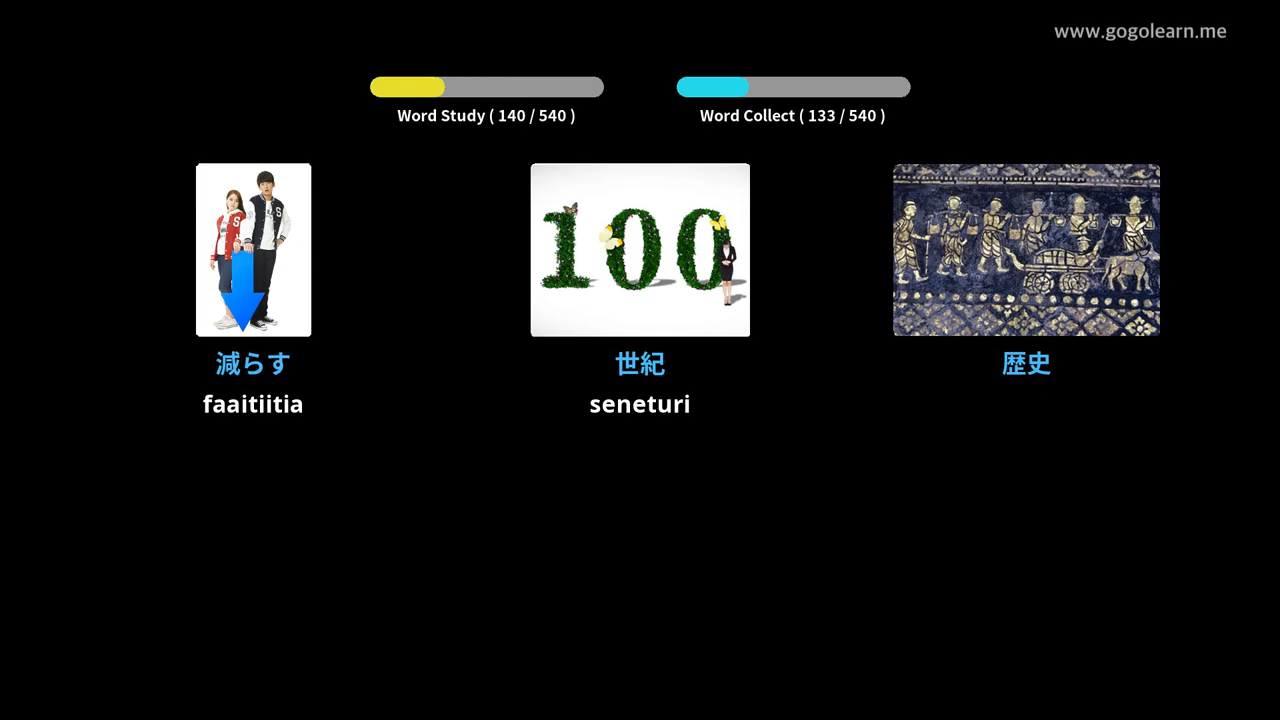 www.gogolearn.me
Word Study ( 140 / 540 )
Word Collect ( 133 / 540 )
100
減らす
世紀
歴史
faaitiitia
seneturi